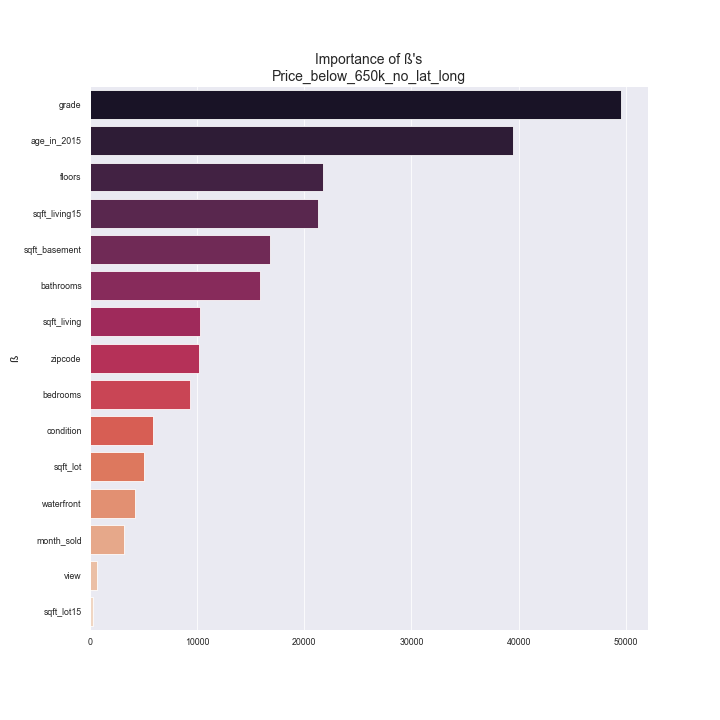 Importance of ß's
Price_below_650k_no_lat_long
grade
age_in_2015
floors
sqft_living15
sqft_basement
bathrooms
sqft_living
zipcode
ß
bedrooms
condition
sqft_lot
waterfront
month_sold
view
sqft_lot15
0 10000 20000 30000 40000 50000